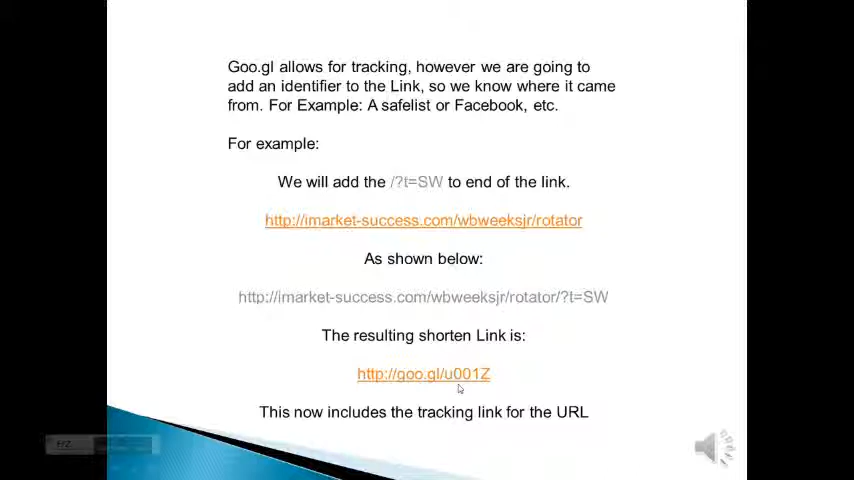 Goo.gl allows for tracking, however we are going to
add an identifier to the Link, so we know where it came
from. For Example: A safelist or Facebook, etc.
For example:
We will add the /?t=SW to end of the link.
http://imarket-success.com/wbweeksjr/rotator
As shown below:
http://imarket-success.com/wbweeksjr/rotator/?t=SW
The resulting shorten Link is:
http://goo.gl/u001Z
This now includes the tracking link for the URL